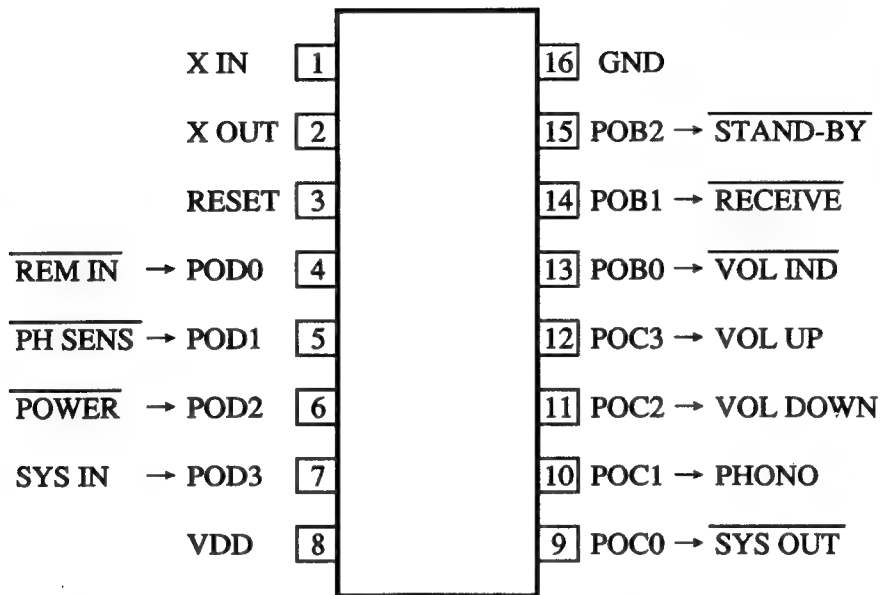 X IN 1 16 GND
X OUT 2 15 POB2 → STAND-BY
RESET 3 14 POB1 → RECEIVE
REM IN → POD0 4 13 POB0 → VOL IND
PH SENS → POD1 5 12 POC3 → VOL UP
POWER → POD2 6 11 POC2 → VOL DOWN
SYS IN → POD3 7 10 POC1 → PHONO
VDD 8 9 POC0 → SYS OUT